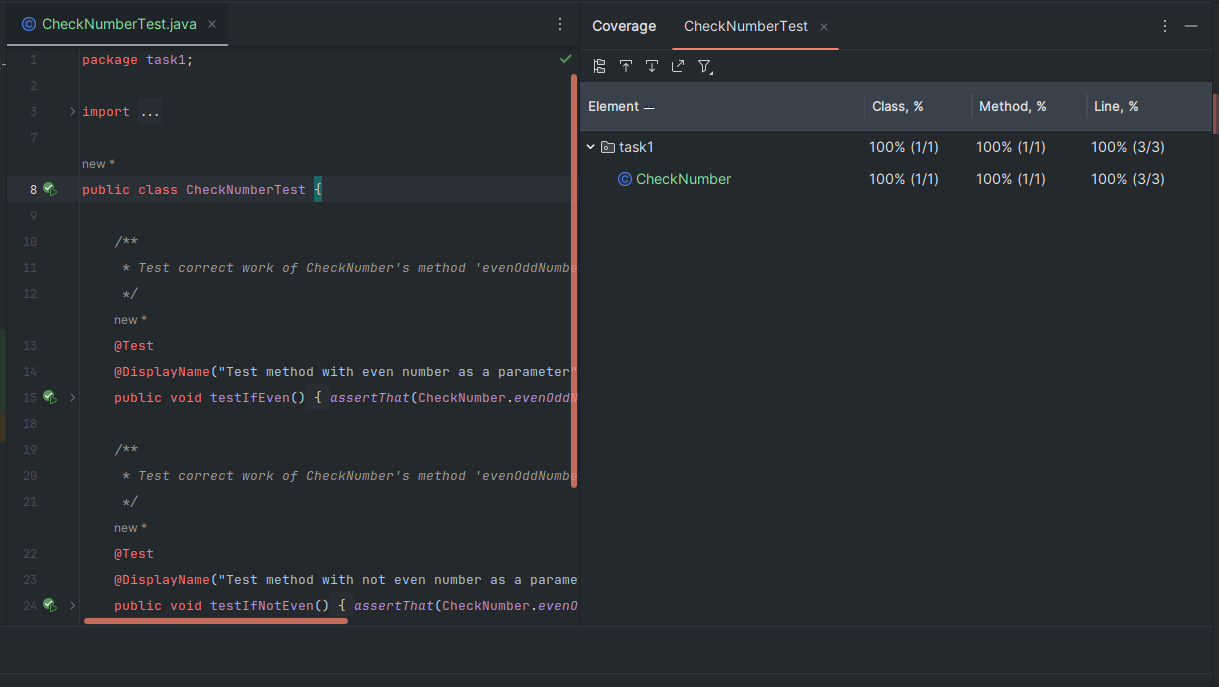 CheckNumberTest.java
1 package task1;
2
3 import ...
7
new *
8 public class CheckNumberTest {
9
10 /**
11 * Test correct work of CheckNumber's method 'evenOddNumbe
12 */
new *
13 @Test
14 @DisplayName("Test method with even number as a parameter"
15 public void testIfEven() { assertThat(CheckNumber.evenOddN
18
19 /**
20 * Test correct work of CheckNumber's method 'evenOddNumbe
21 */
new *
22 @Test
23 @DisplayName("Test method with not even number as a parame
24 public void testIfNotEven() { assertThat(CheckNumber.evenO
Coverage CheckNumberTest
Element Class, % Method, % Line, %
task1 100% (1/1) 100% (1/1) 100% (3/3)
CheckNumber 100% (1/1) 100% (1/1) 100% (3/3)